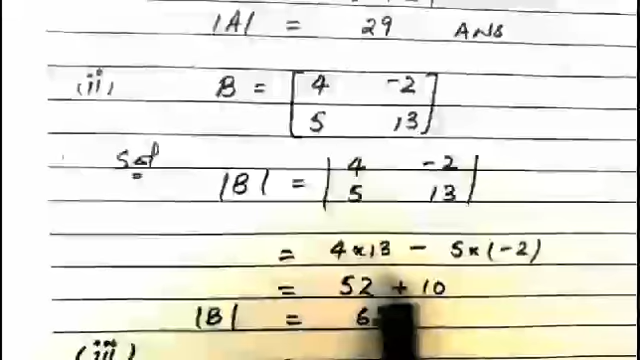 |A| = 29 Ans
(ii) B = [ 4 -2
5 13 ]
Sol |B| = | 4 -2
5 13 |
= 4×13 - 5×(-2)
= 52 + 10
|B| =
(iii)